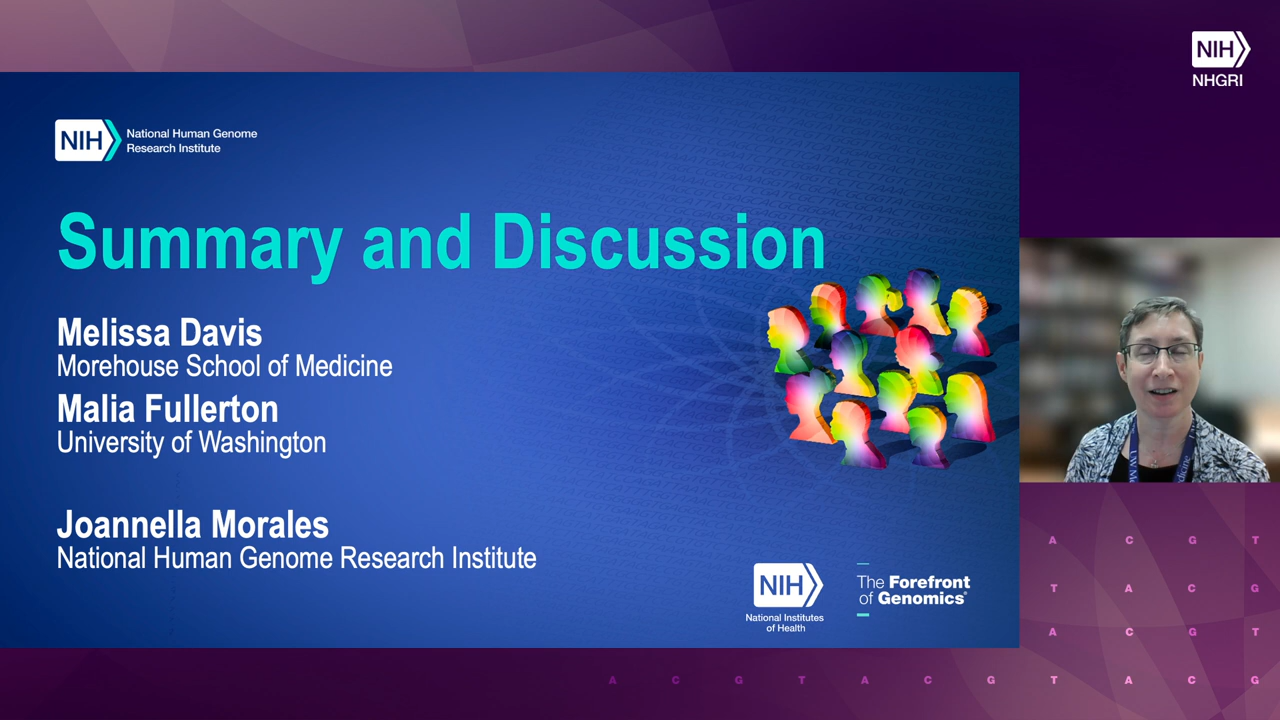 NIH
NHGRI
NIH National Human Genome
Research Institute
Summary and Discussion
Melissa Davis
Morehouse School of Medicine
Malia Fullerton
University of Washington
Joannella Morales
National Human Genome Research Institute
NIH
National Institutes
of Health
The Forefront
of Genomics®
A C G T
T A C G
A C G T
A C G T A C G T A C G